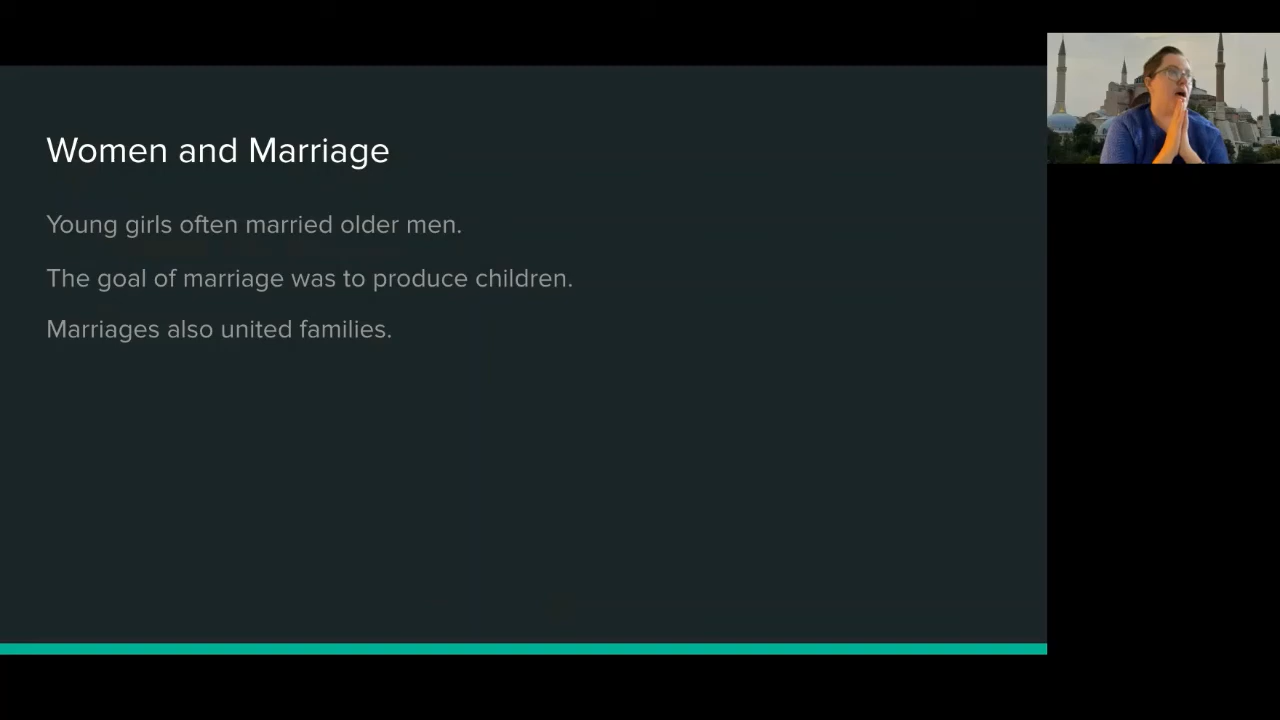 Women and Marriage
Young girls often married older men.
The goal of marriage was to produce children.
Marriages also united families.